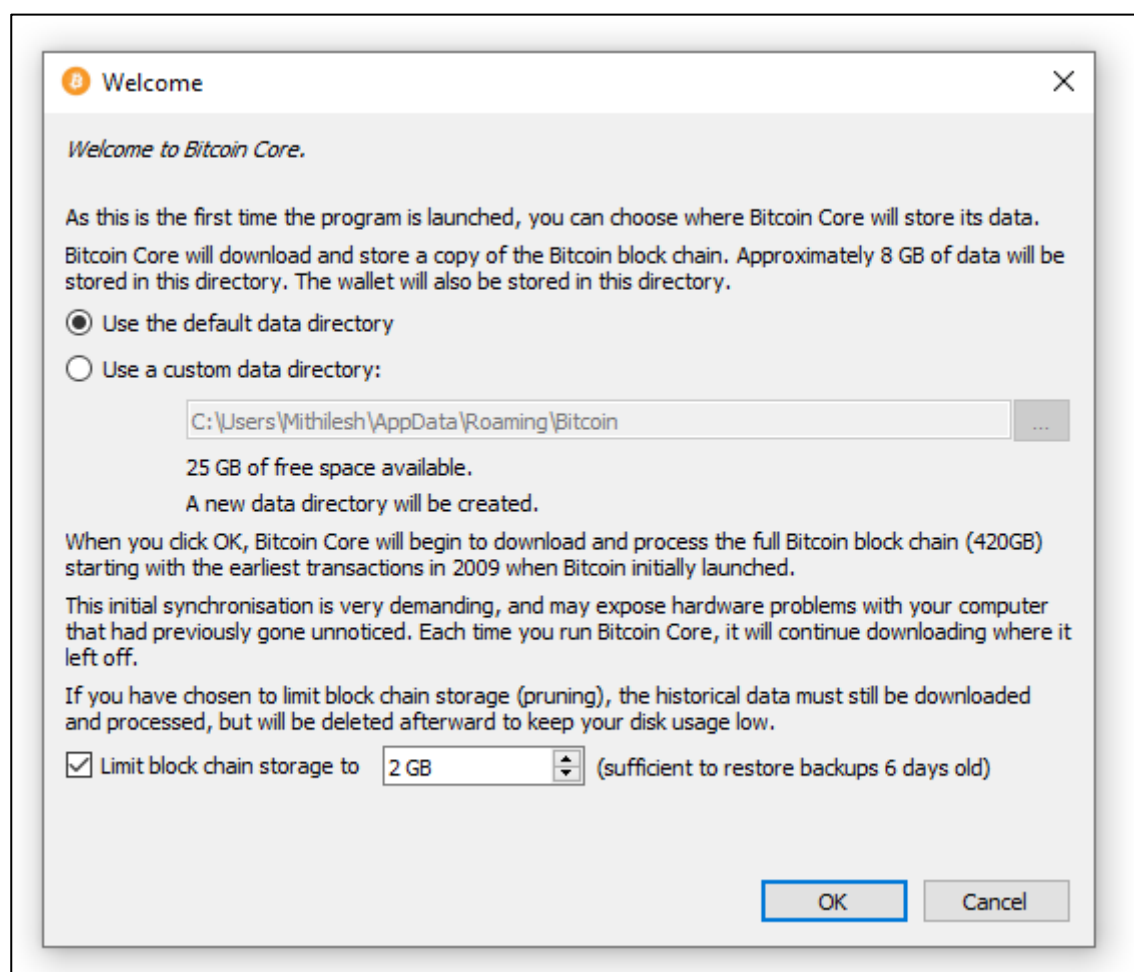 Welcome
Welcome to Bitcoin Core.
As this is the first time the program is launched, you can choose where Bitcoin Core will store its data.
Bitcoin Core will download and store a copy of the Bitcoin block chain. Approximately 8 GB of data will be
stored in this directory. The wallet will also be stored in this directory.
Use the default data directory
Use a custom data directory:
C:\Users\Mithilesh\AppData\Roaming\Bitcoin
...
25 GB of free space available.
A new data directory will be created.
When you click OK, Bitcoin Core will begin to download and process the full Bitcoin block chain (420GB)
starting with the earliest transactions in 2009 when Bitcoin initially launched.
This initial synchronisation is very demanding, and may expose hardware problems with your computer
that had previously gone unnoticed. Each time you run Bitcoin Core, it will continue downloading where it
left off.
If you have chosen to limit block chain storage (pruning), the historical data must still be downloaded
and processed, but will be deleted afterward to keep your disk usage low.
Limit block chain storage to 2 GB (sufficient to restore backups 6 days old)
OK Cancel